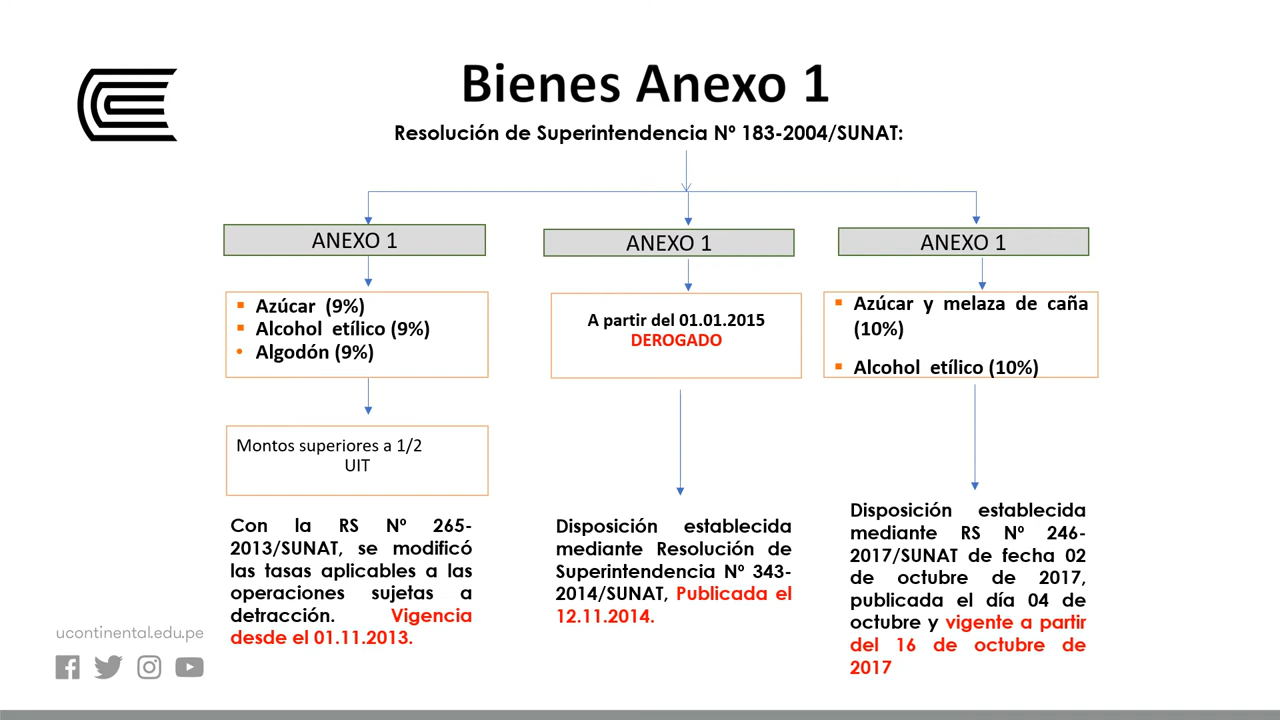 Bienes Anexo 1
Resolución de Superintendencia Nº 183-2004/SUNAT:
ANEXO 1
Azúcar (9%)
Alcohol etílico (9%)
Algodón (9%)
Montos superiores a 1/2
UIT
Con la RS Nº 265-
2013/SUNAT, se modificó
las tasas aplicables a las
operaciones sujetas a
detracción. Vigencia
desde el 01.11.2013.
ANEXO 1
A partir del 01.01.2015
DEROGADO
Disposición establecida
mediante Resolución de
Superintendencia Nº 343-
2014/SUNAT, Publicada el
12.11.2014.
ANEXO 1
Azúcar y melaza de caña
(10%)
Alcohol etílico (10%)
Disposición establecida
mediante RS Nº 246-
2017/SUNAT de fecha 02
de octubre de 2017,
publicada el día 04 de
octubre y vigente a partir
del 16 de octubre de
2017
ucontinental.edu.pe